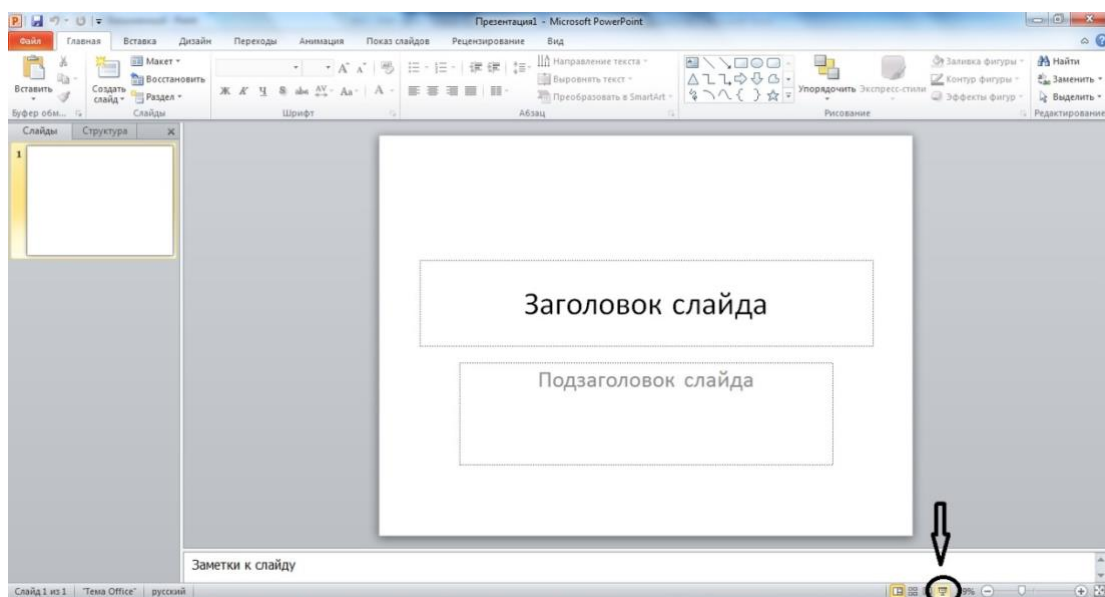 Презентация1 - Microsoft PowerPoint
Файл Главная Вставка Дизайн Переходы Анимация Показ слайдов Рецензирование Вид
Вставить
Создать слайд
Макет
Восстановить
Раздел
Ж К Ч S abc AV Aa А
Направление текста
Выровнять текст
Преобразовать в SmartArt
Упорядочить Экспресс-стили
Заливка фигуры
Контур фигуры
Эффекты фигур
Найти
Заменить
Выделить
Буфер обм... Слайды Шрифт Абзац Рисование Редактирование
Слайды Структура
1
Заголовок слайда
Подзаголовок слайда
Заметки к слайду
Слайд 1 из 1 "Тема Office" русский